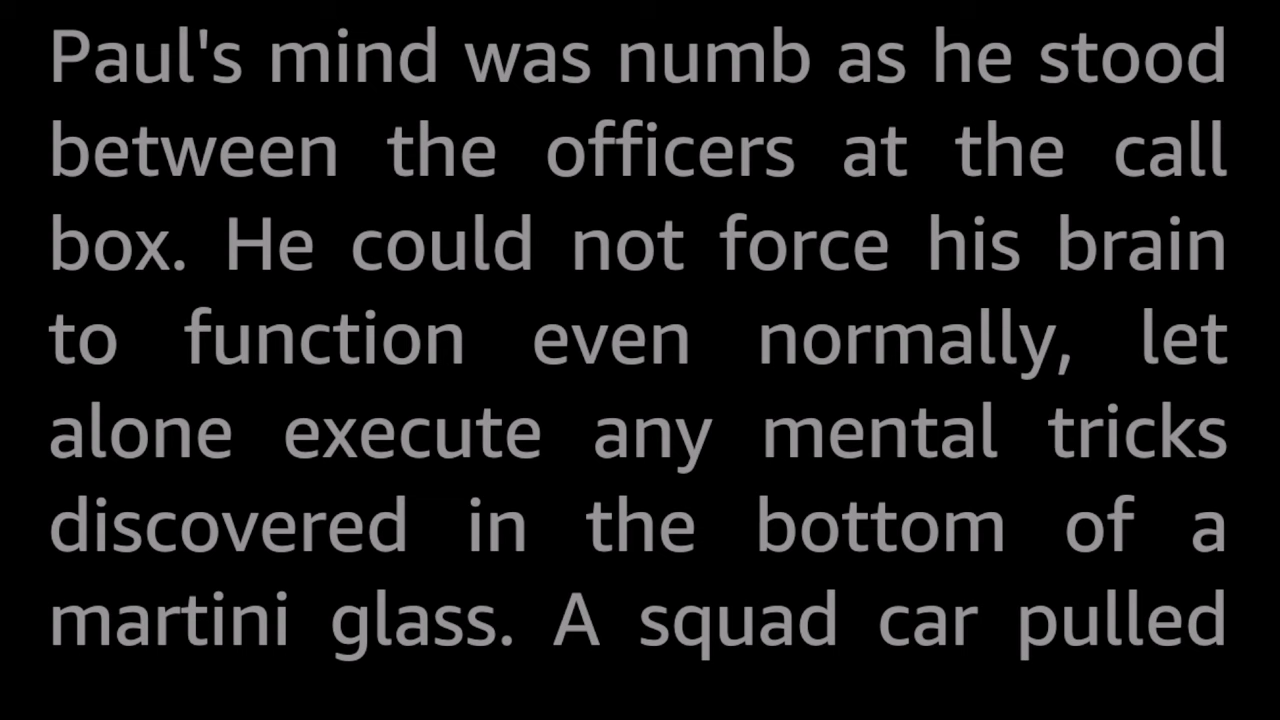 Paul's mind was numb as he stood
between the officers at the call
box. He could not force his brain
to function even normally, let
alone execute any mental tricks
discovered in the bottom of a
martini glass. A squad car pulled